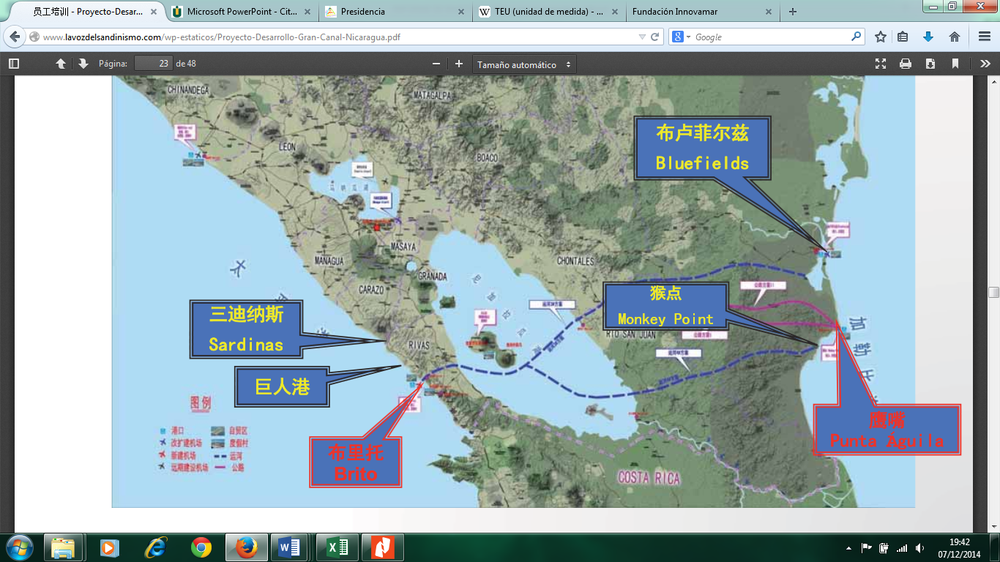 员工培训 - Proyecto-Desar...
Microsoft PowerPoint - Cit...
Presidencia
TEU (unidad de medida) - ...
Fundación Innovamar
www.lavozdelsandinismo.com/wp-estaticos/Proyecto-Desarrollo-Gran-Canal-Nicaragua.pdf
Google
Página:
23
de 48
Tamaño automático
CHINANDEGA
MATAGALPA
LEON
BOACO
布卢菲尔兹
Bluefields
MASAYA
MANAGUA
CHONTALES
GRANADA
CARAZO
猴点
Monkey Point
三迪纳斯
Sardinas
RIVAS
RIO SAN JUAN
加勒比
巨人港
图例
港口
自贸区
改扩建机场
度假村
新建机场
运河
远期建设机场
公路
鹰嘴
Punta Águila
布里托
Brito
COSTA RICA
19:42
07/12/2014